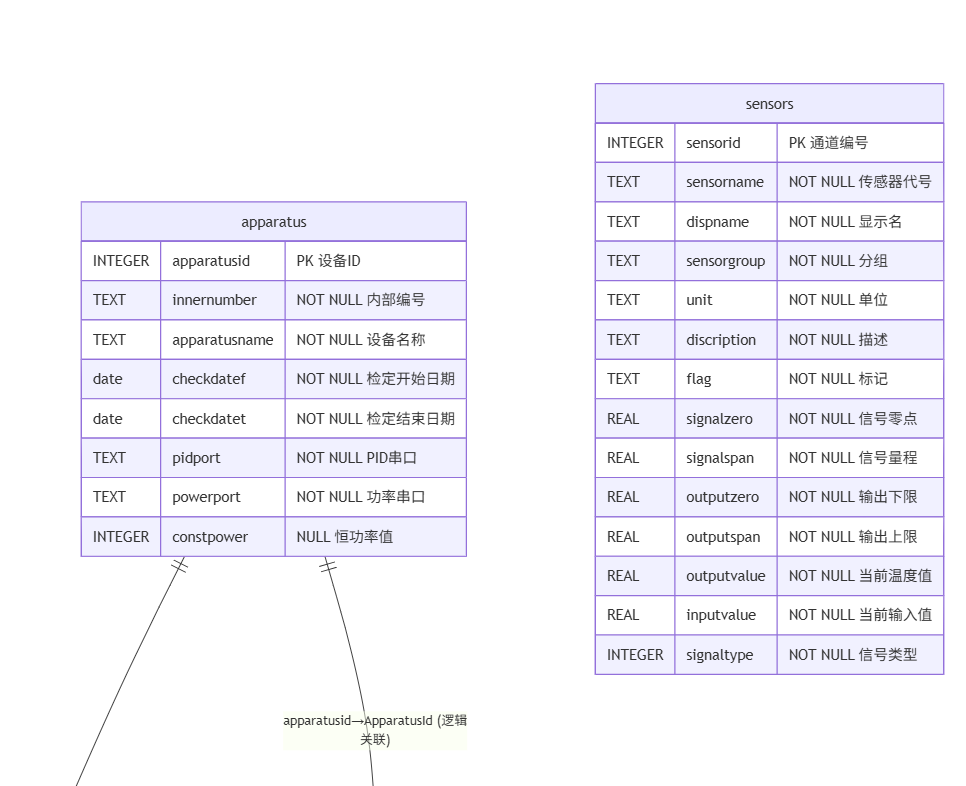 sensors
INTEGER sensorid PK 通道编号
TEXT sensorname NOT NULL 传感器代号
TEXT dispname NOT NULL 显示名
TEXT sensorgroup NOT NULL 分组
TEXT unit NOT NULL 单位
TEXT discription NOT NULL 描述
TEXT flag NOT NULL 标记
REAL signalzero NOT NULL 信号零点
REAL signalspan NOT NULL 信号量程
REAL outputzero NOT NULL 输出下限
REAL outputspan NOT NULL 输出上限
REAL outputvalue NOT NULL 当前温度值
REAL inputvalue NOT NULL 当前输入值
INTEGER signaltype NOT NULL 信号类型
apparatus
INTEGER apparatusid PK 设备ID
TEXT innernumber NOT NULL 内部编号
TEXT apparatusname NOT NULL 设备名称
date checkdatef NOT NULL 检定开始日期
date checkdatet NOT NULL 检定结束日期
TEXT pidport NOT NULL PID串口
TEXT powerport NOT NULL 功率串口
INTEGER constpower NULL 恒功率值
apparatusid→ApparatusId (逻辑
关联)